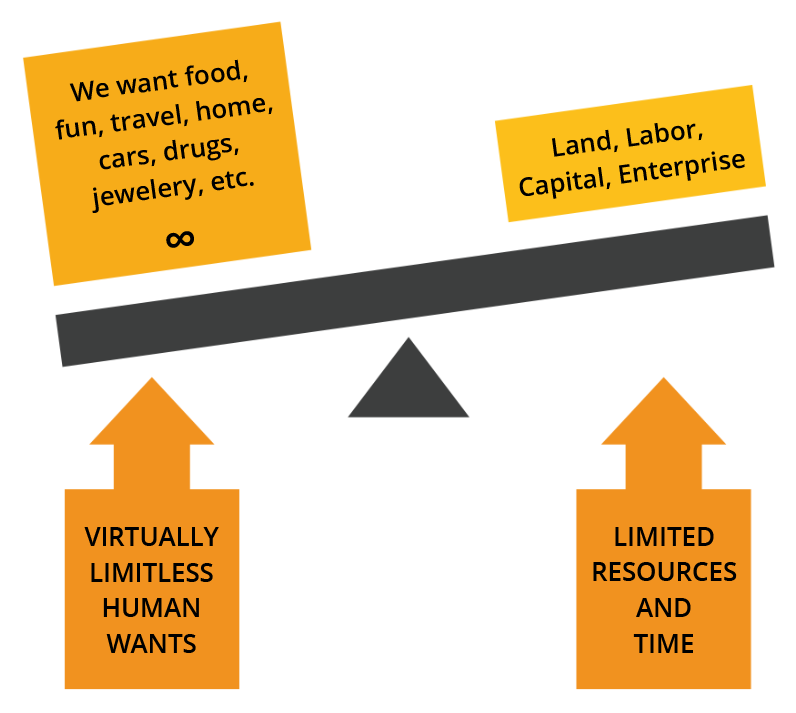 We want food,
fun, travel, home,
cars, drugs,
jewelery, etc.
∞
Land, Labor,
Capital, Enterprise
VIRTUALLY
LIMITLESS
HUMAN
WANTS
LIMITED
RESOURCES
AND
TIME